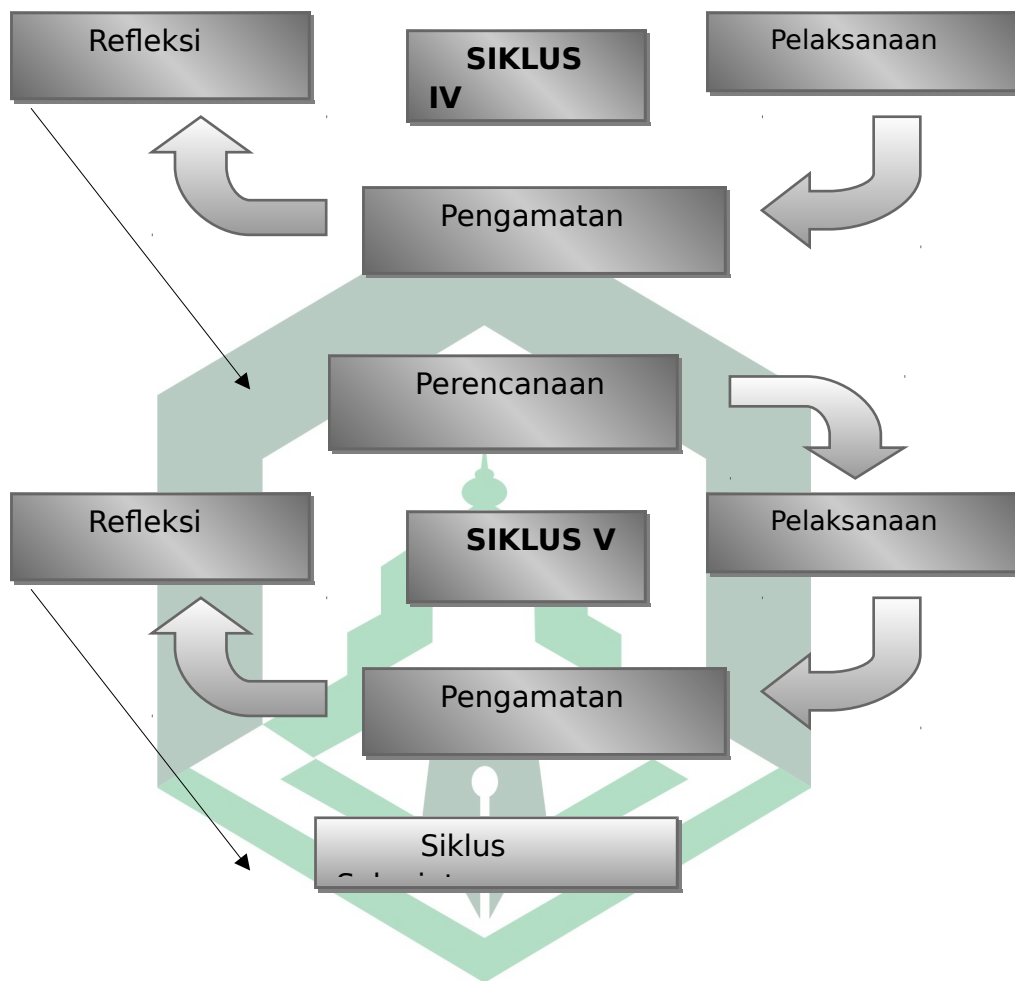 Refleksi
SIKLUS
IV
Pelaksanaan
Pengamatan
Perencanaan
Refleksi
SIKLUS V
Pelaksanaan
Pengamatan
Siklus